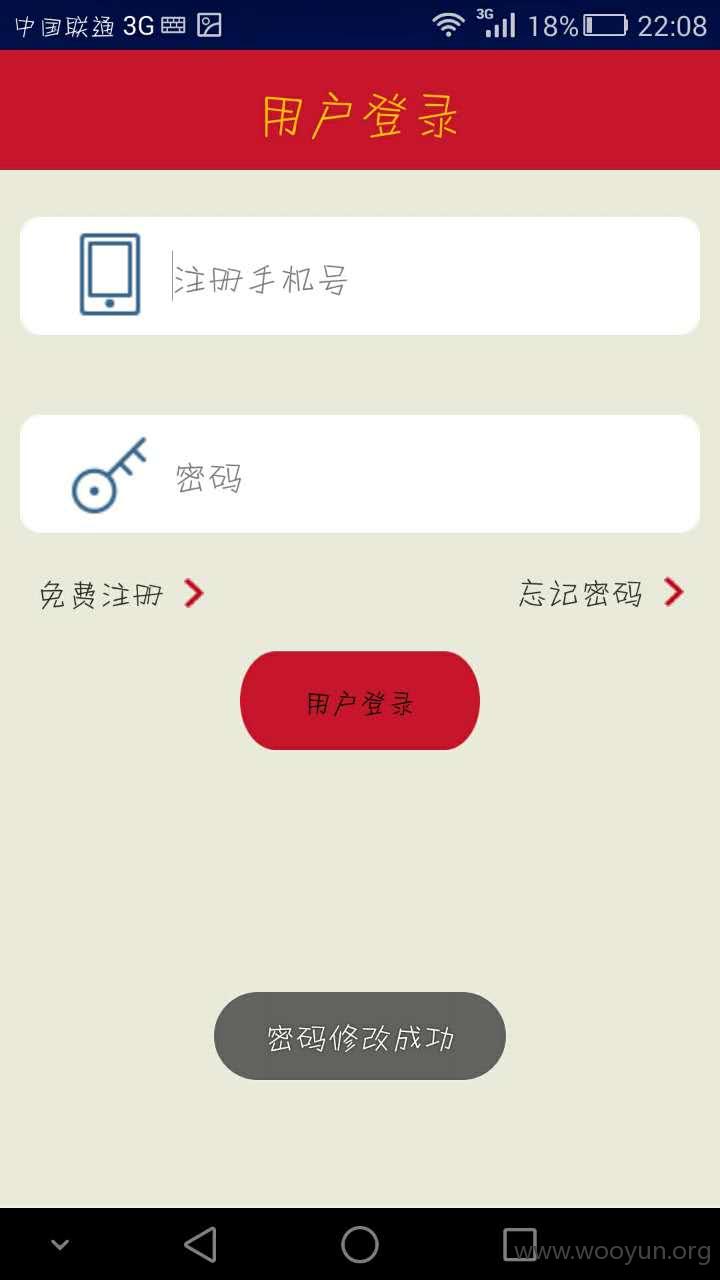 中国联通 3G 3G 18% 22:08
用户登录
注册手机号
密码
免费注册 忘记密码
用户登录
密码修改成功
www.wooyun.org